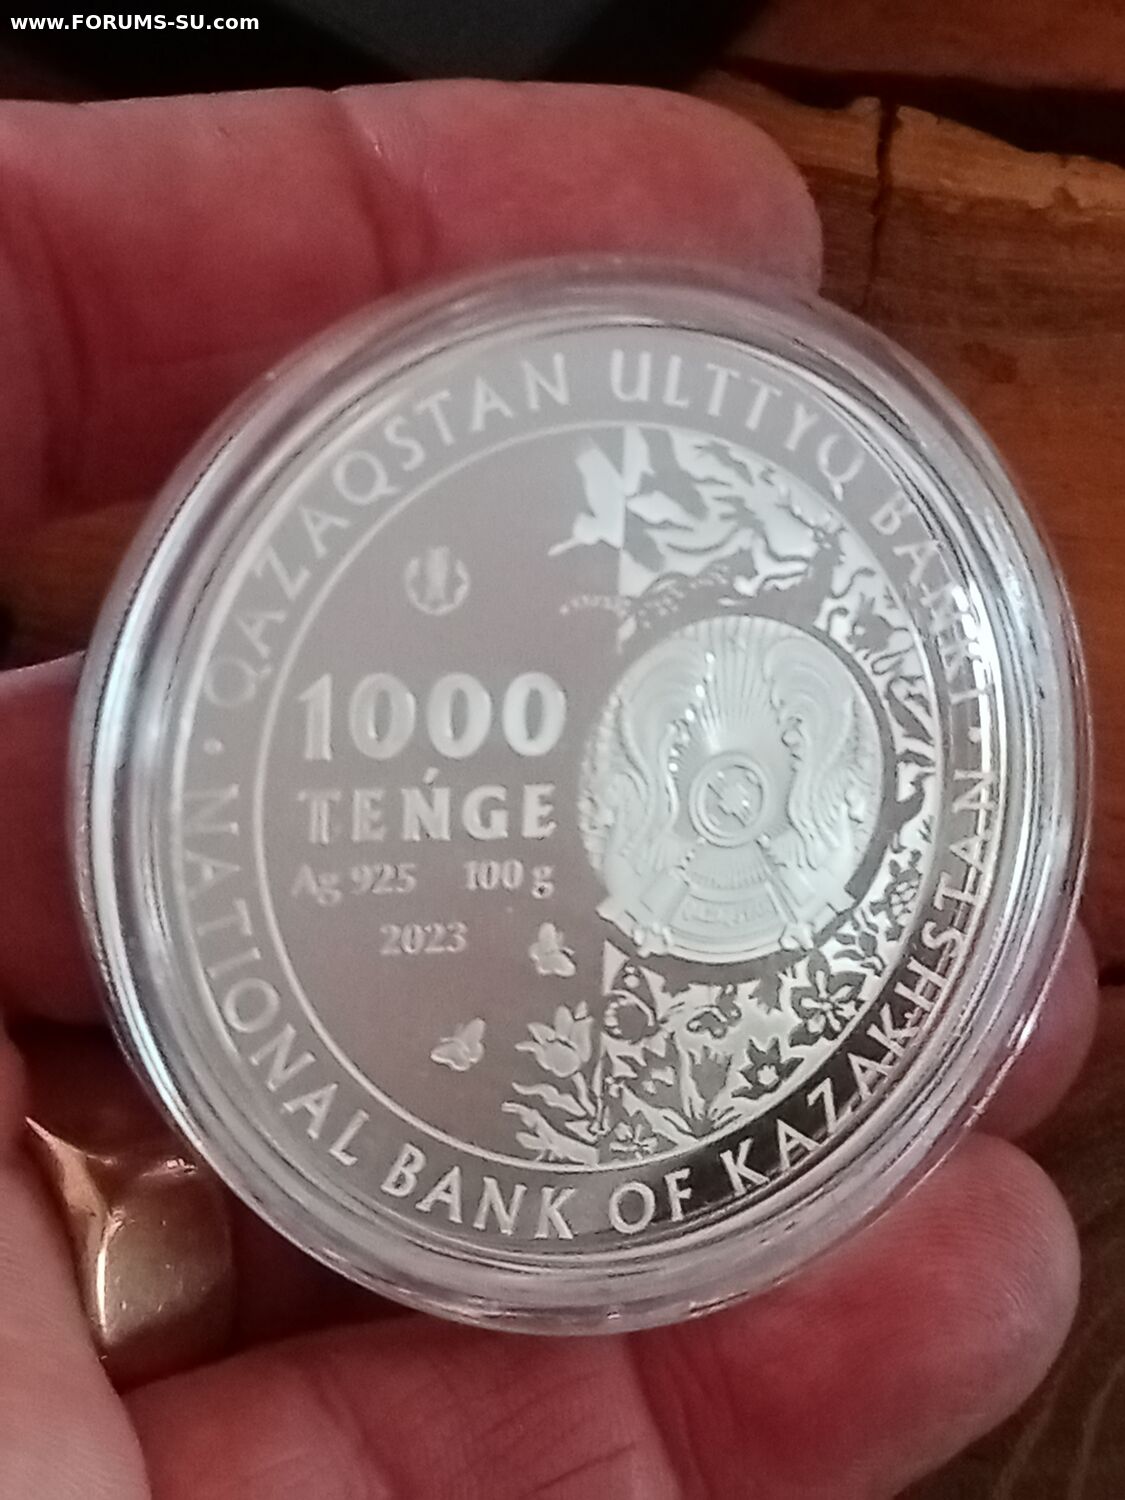 www.FORUMS-SU.com
QAZAQSTAN ULTTYQ BANKI
1000
TEŃGE
Ag 925 100 g
2023
• NATIONAL BANK OF KAZAKHSTAN •